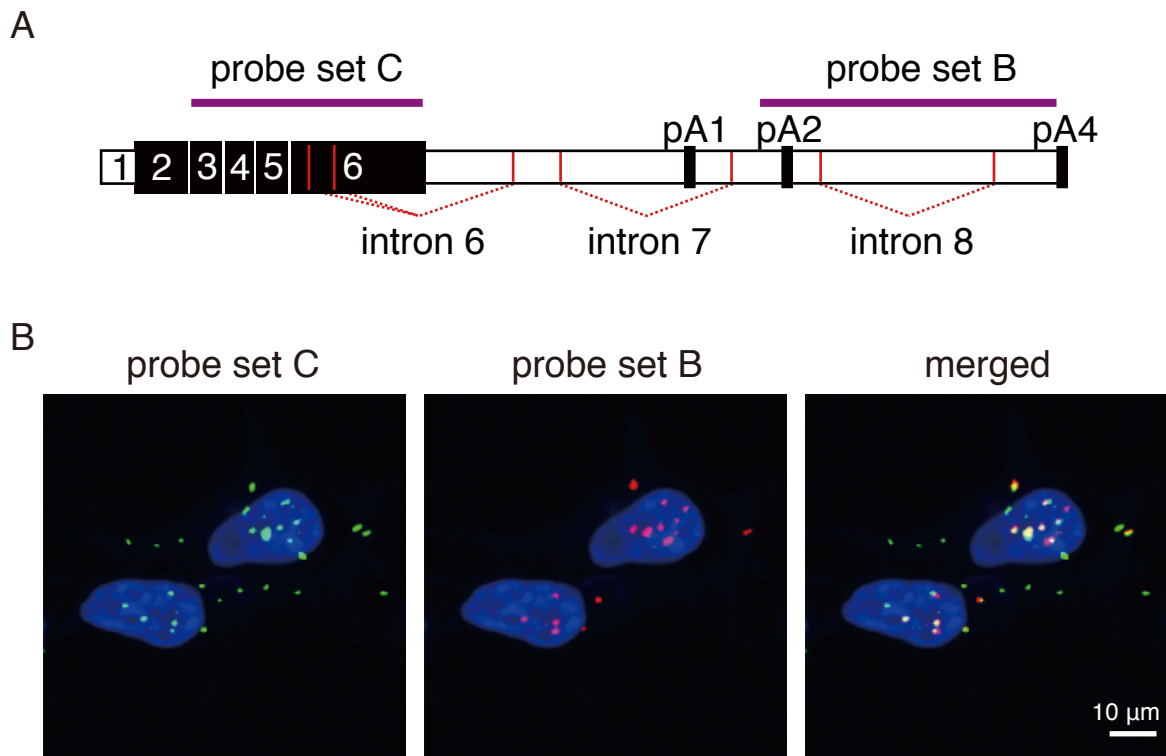 A
probe set C probe set B
pA1 pA2 pA4
1 2 3 4 5 6
intron 6 intron 7 intron 8
B
probe set C probe set B merged
10 µm